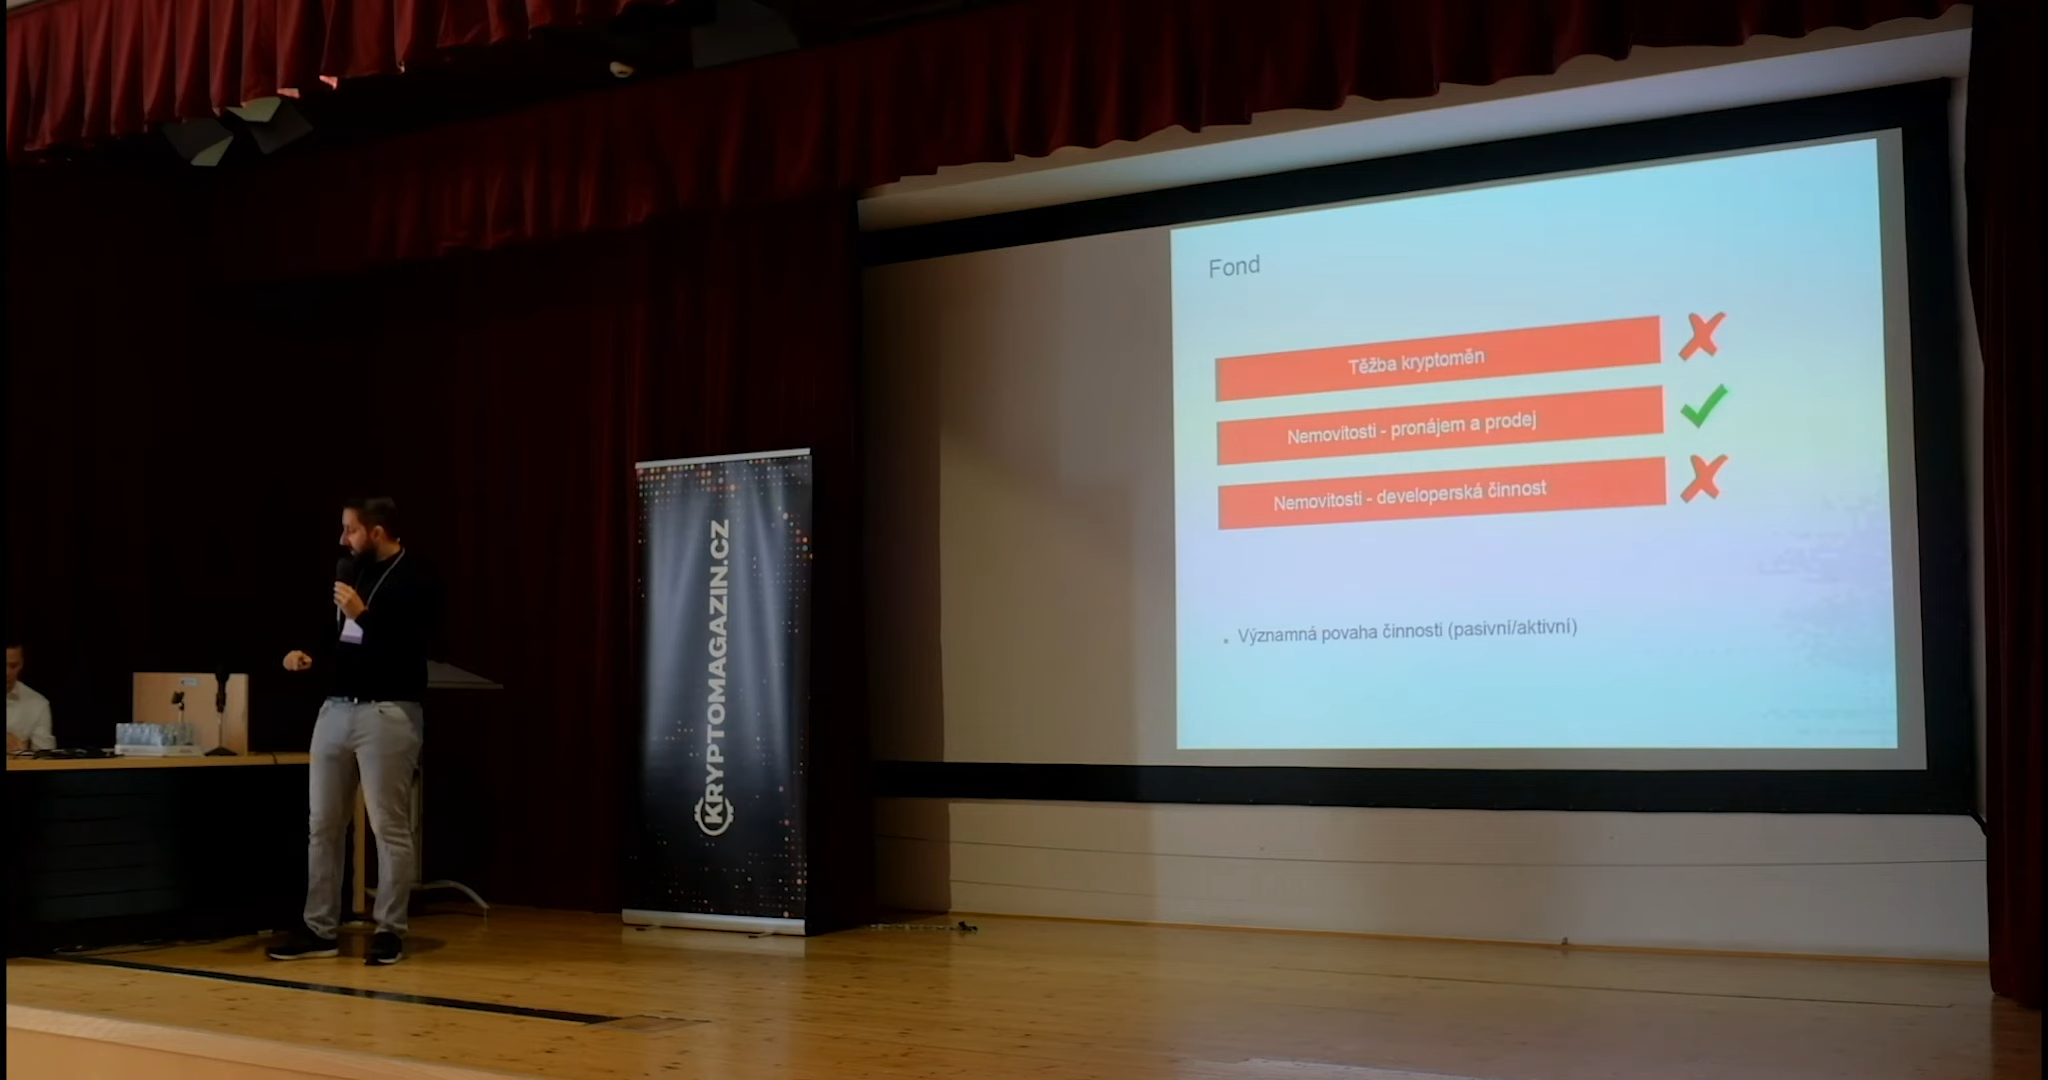 Fond
Těžba kryptoměn
Nemovitosti - pronájem a prodej
Nemovitosti - developerská činnost
Významná povaha činnosti (pasivní/aktivní)
KRYPTOMAGAZIN.CZ